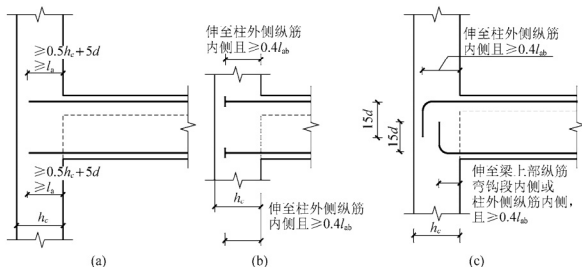 ≥0.5hc+5d
≥la
≥0.5hc+5d
≥la
hc
(a)
伸至柱外侧纵筋
内侧且≥0.4lab
hc
伸至柱外侧纵筋
内侧且≥0.4lab
(b)
伸至柱外侧纵筋
内侧且≥0.4lab
15d
15d
伸至梁上部纵筋
弯钩段内侧或
柱外侧纵筋内侧,
且≥0.4lab
hc
(c)